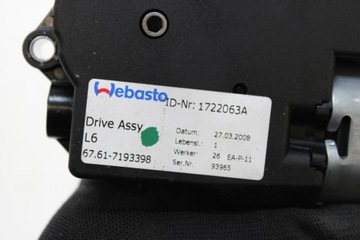 Webasto ID-Nr: 1722063A
Drive Assy
L6
67.61-7193398
Datum: 27.03.2008
Lebensl.: 1
Werker: 26 EA-P-11
Ser.Nr. 93965